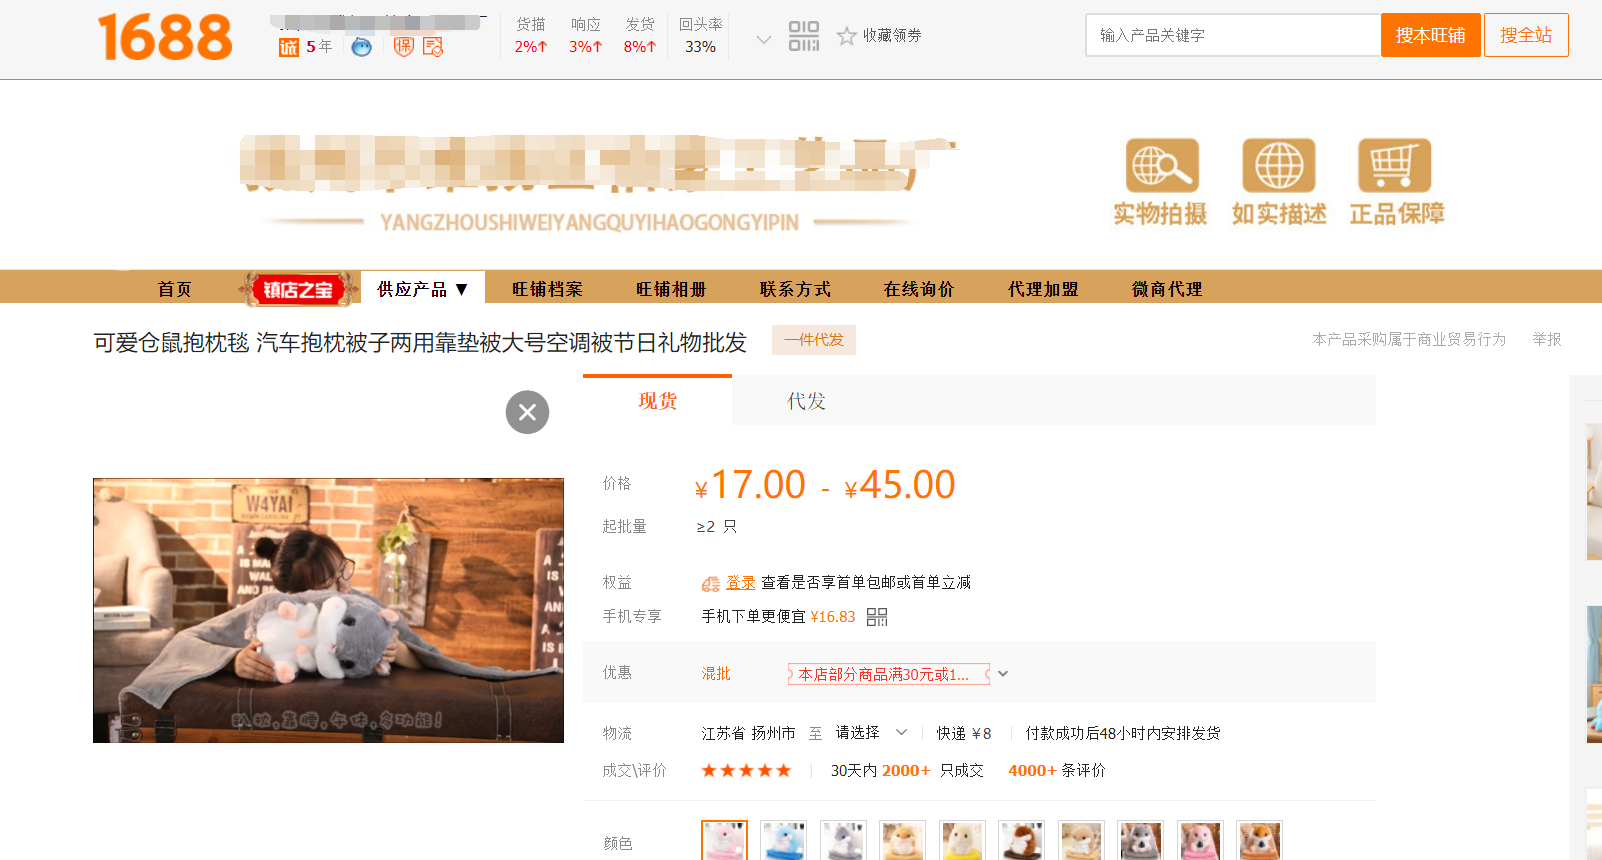 1688
诚 5年
保
货描 响应 发货 回头率
2%↑ 3%↑ 8%↑ 33%
收藏领券
输入产品关键字
搜本旺铺 搜全站
YANGZHOUSHIWEIYANGQUYIHAOGONGYIPIN
实物拍摄 如实描述 正品保障
首页 镇店之宝 供应产品 ▼ 旺铺档案 旺铺相册 联系方式 在线询价 代理加盟 微商代理
可爱仓鼠抱枕毯 汽车抱枕被子两用靠垫被大号空调被节日礼物批发 一件代发
本产品采购属于商业贸易行为 举报
现货 代发
价格 ¥17.00 - ¥45.00
起批量 ≥2 只
权益 登录 查看是否享首单包邮或首单立减
手机专享 手机下单更便宜 ¥16.83
优惠 混批 本店部分商品满30元或1...
物流 江苏省 扬州市 至 请选择 快递 ¥8 付款成功后48小时内安排发货
成交\评价 ★★★★★ 30天内 2000+ 只成交 4000+ 条评价
颜色
W4YAI
趴枕,蓋暖,午休,多功能!